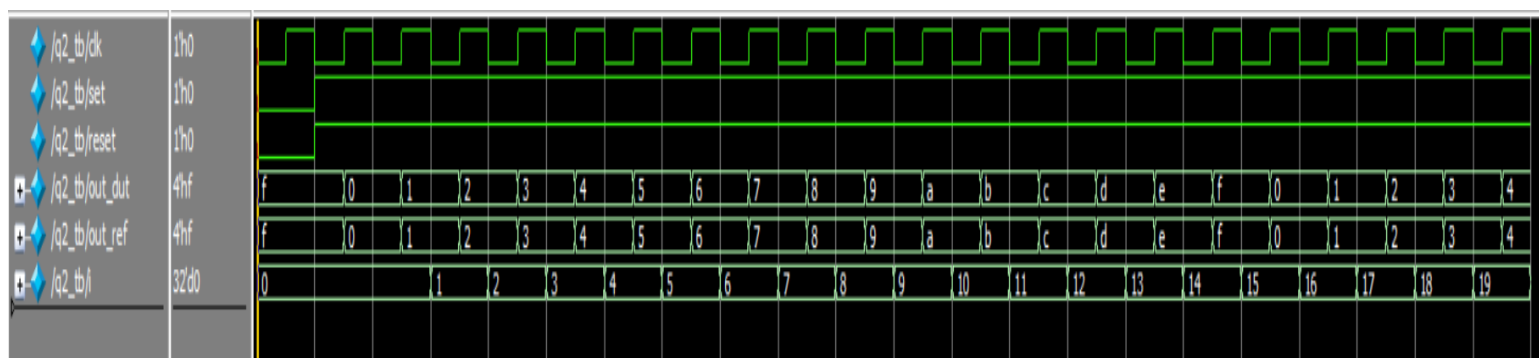 /q2_tb/clk 1'h0
/q2_tb/set 1'h0
/q2_tb/reset 1'h0
/q2_tb/out_dut 4'hf f 0 1 2 3 4 5 6 7 8 9 a b c d e f 0 1 2 3 4
/q2_tb/out_ref 4'hf f 0 1 2 3 4 5 6 7 8 9 a b c d e f 0 1 2 3 4
/q2_tb/i 32'd0 0 1 2 3 4 5 6 7 8 9 10 11 12 13 14 15 16 17 18 19